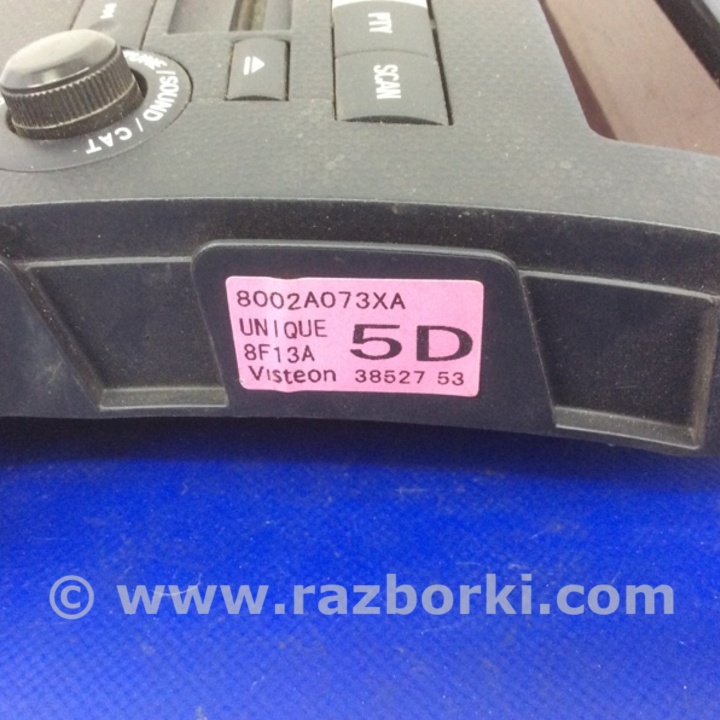 PTY
SCAN
/SOUND/CAT
8002A073XA
UNIQUE
8F13A
5D
Visteon 38527 53
© www.razborki.com